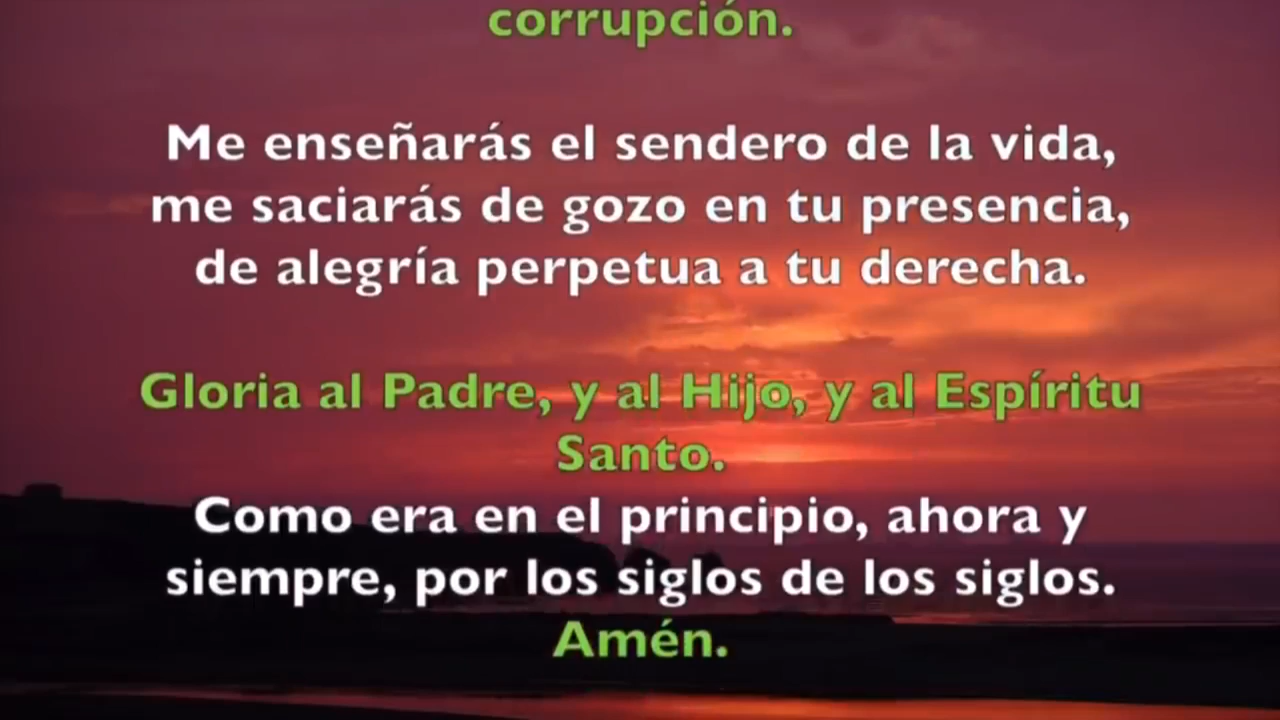 corrupción.
Me enseñarás el sendero de la vida,
me saciarás de gozo en tu presencia,
de alegría perpetua a tu derecha.
Gloria al Padre, y al Hijo, y al Espíritu
Santo.
Como era en el principio, ahora y
siempre, por los siglos de los siglos.
Amén.